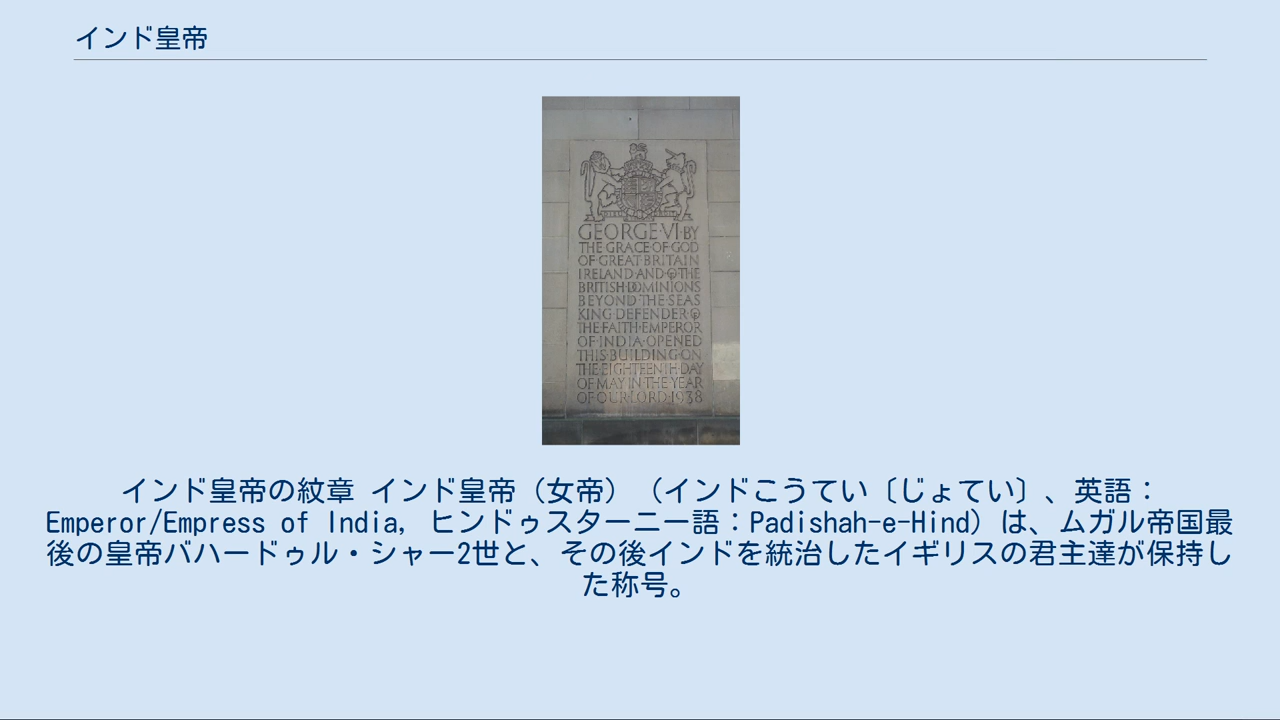 インド皇帝
GEORGE·VI·BY
THE GRACE·OF·GOD
OF GREAT BRITAIN
IRELAND·AND·O·THE
BRITISH·DOMINIONS
BEYOND·THE·SEAS
KING·DEFENDER·O
THE·FAITH·EMPEROR
OF·INDIA·OPENED
THIS·BUILDING·ON
THE·EIGHTEENTH·DAY
OF·MAY·IN·THE·YEAR
OF·OUR·LORD·1938
インド皇帝の紋章 インド皇帝（女帝）（インドこうてい〔じょてい〕、英語：
Emperor/Empress of India, ヒンドゥスターニー語：Padishah-e-Hind）は、ムガル帝国最
後の皇帝バハードゥル・シャー2世と、その後インドを統治したイギリスの君主達が保持し
た称号。